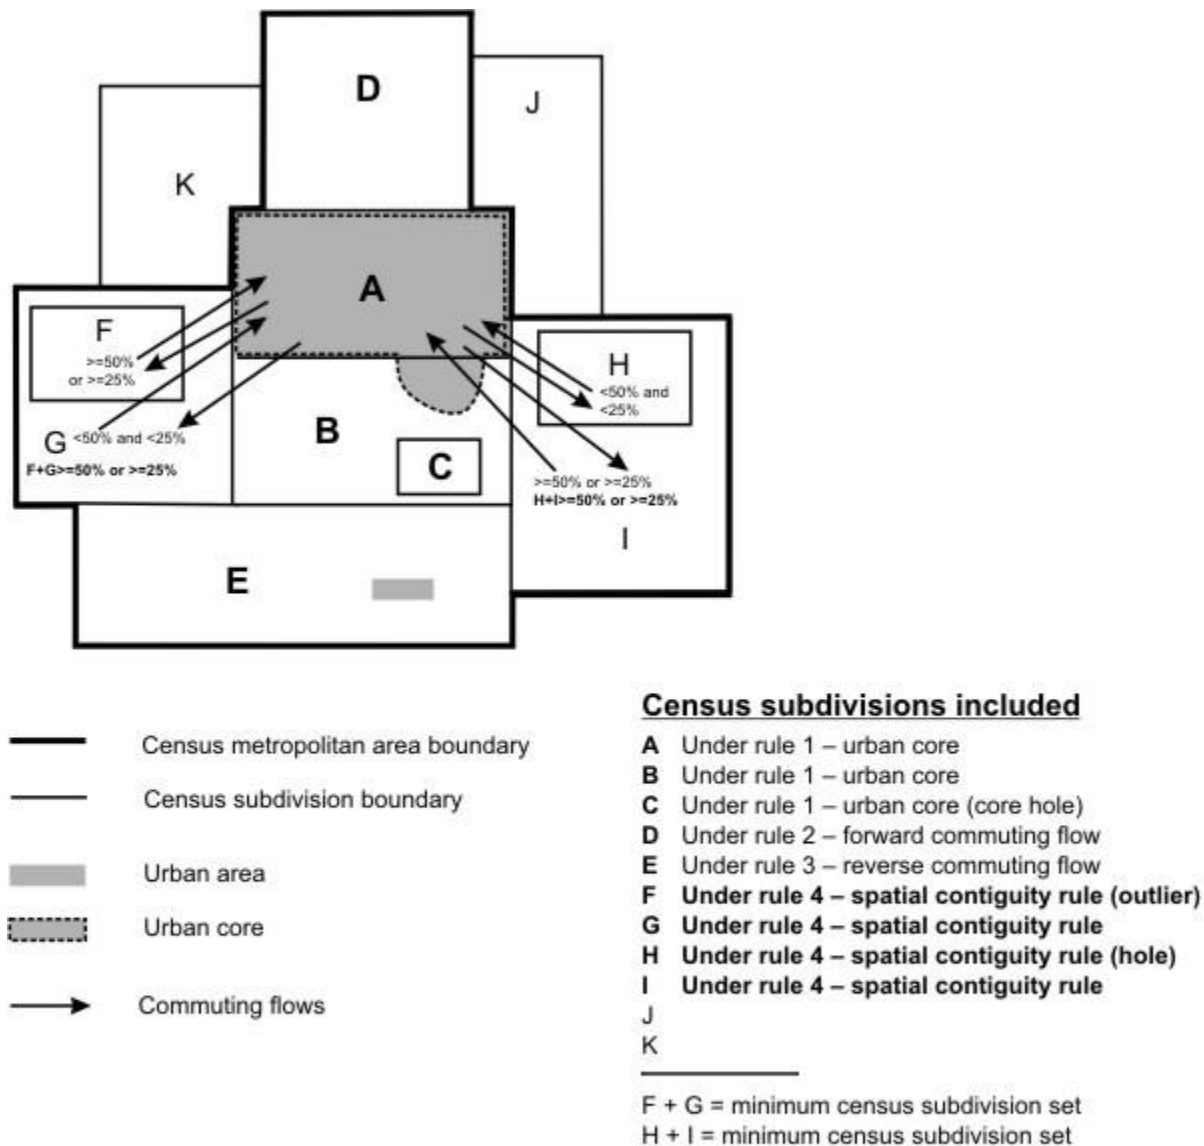 D
J
K
A
F
>=50%
or >=25%
H
<50% and
<25%
G <50% and <25%
F+G>=50% or >=25%
B
C
>=50% or >=25%
H+I>=50% or >=25%
I
E
Census metropolitan area boundary
Census subdivision boundary
Urban area
Urban core
Commuting flows
Census subdivisions included
A Under rule 1 – urban core
B Under rule 1 – urban core
C Under rule 1 – urban core (core hole)
D Under rule 2 – forward commuting flow
E Under rule 3 – reverse commuting flow
F Under rule 4 – spatial contiguity rule (outlier)
G Under rule 4 – spatial contiguity rule
H Under rule 4 – spatial contiguity rule (hole)
I Under rule 4 – spatial contiguity rule
J
K
F + G = minimum census subdivision set
H + I = minimum census subdivision set